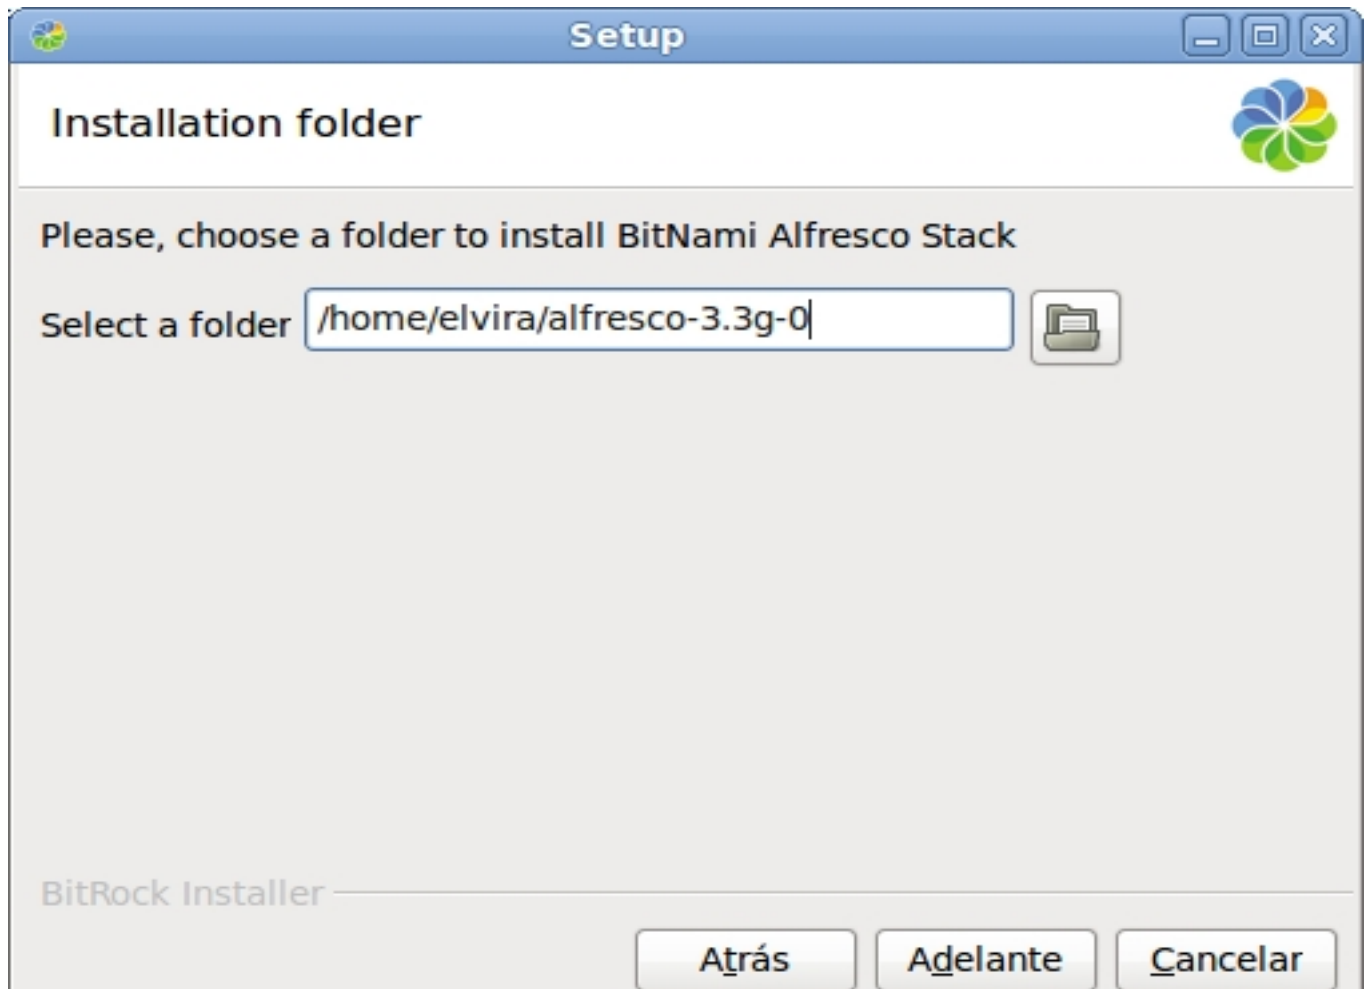 Setup
Installation folder
Please, choose a folder to install BitNami Alfresco Stack
Select a folder /home/elvira/alfresco-3.3g-0
BitRock Installer
Atrás Adelante Cancelar